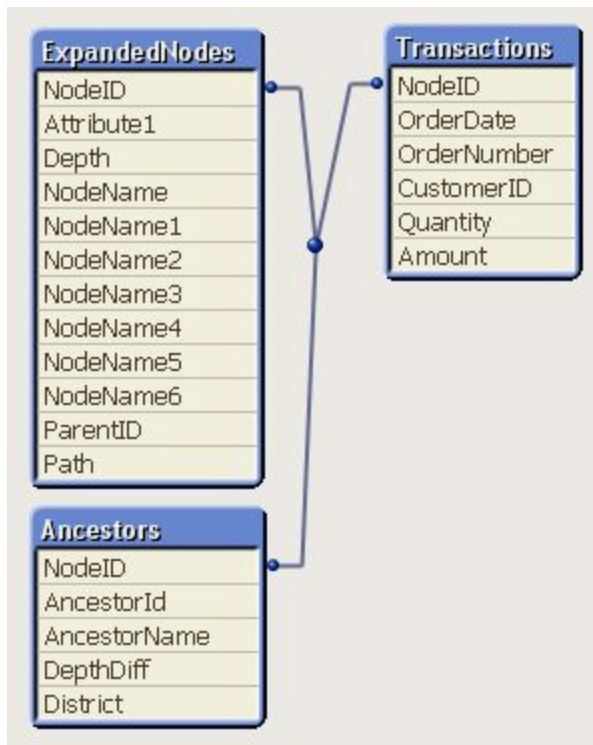 ExpandedNodes
NodeID
Attribute1
Depth
NodeName
NodeName1
NodeName2
NodeName3
NodeName4
NodeName5
NodeName6
ParentID
Path
Transactions
NodeID
OrderDate
OrderNumber
CustomerID
Quantity
Amount
Ancestors
NodeID
AncestorId
AncestorName
DepthDiff
District